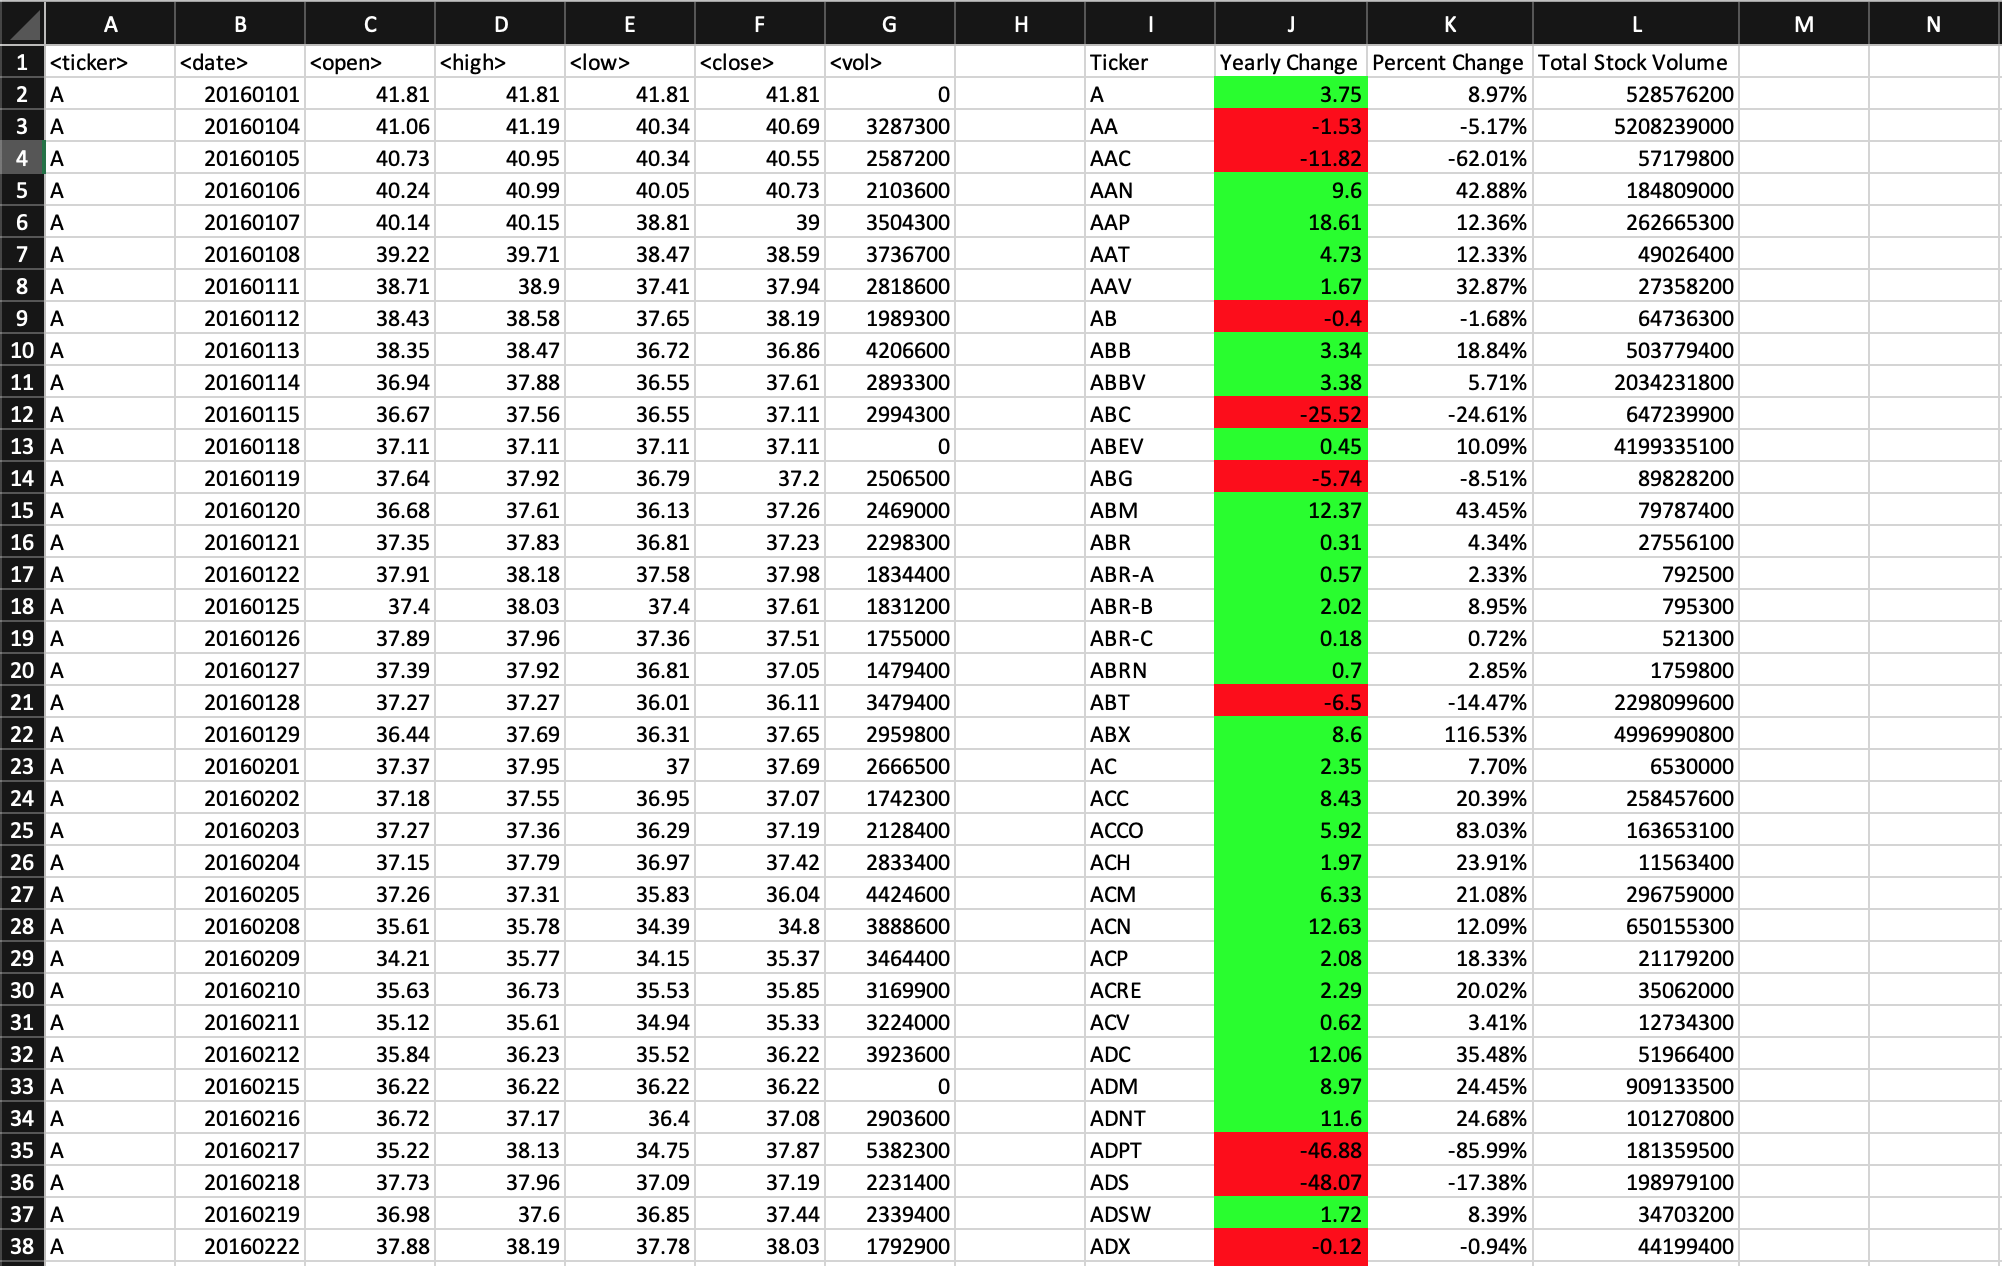 A B C D E F G H I J K L M N
1 <ticker> <date> <open> <high> <low> <close> <vol> Ticker Yearly Change Percent Change Total Stock Volume
2 A 20160101 41.81 41.81 41.81 41.81 0 A 3.75 8.97% 528576200
3 A 20160104 41.06 41.19 40.34 40.69 3287300 AA -1.53 -5.17% 5208239000
4 A 20160105 40.73 40.95 40.34 40.55 2587200 AAC -11.82 -62.01% 57179800
5 A 20160106 40.24 40.99 40.05 40.73 2103600 AAN 9.6 42.88% 184809000
6 A 20160107 40.14 40.15 38.81 39 3504300 AAP 18.61 12.36% 262665300
7 A 20160108 39.22 39.71 38.47 38.59 3736700 AAT 4.73 12.33% 49026400
8 A 20160111 38.71 38.9 37.41 37.94 2818600 AAV 1.67 32.87% 27358200
9 A 20160112 38.43 38.58 37.65 38.19 1989300 AB -0.4 -1.68% 64736300
10 A 20160113 38.35 38.47 36.72 36.86 4206600 ABB 3.34 18.84% 503779400
11 A 20160114 36.94 37.88 36.55 37.61 2893300 ABBV 3.38 5.71% 2034231800
12 A 20160115 36.67 37.56 36.55 37.11 2994300 ABC -25.52 -24.61% 647239900
13 A 20160118 37.11 37.11 37.11 37.11 0 ABEV 0.45 10.09% 4199335100
14 A 20160119 37.64 37.92 36.79 37.2 2506500 ABG -5.74 -8.51% 89828200
15 A 20160120 36.68 37.61 36.13 37.26 2469000 ABM 12.37 43.45% 79787400
16 A 20160121 37.35 37.83 36.81 37.23 2298300 ABR 0.31 4.34% 27556100
17 A 20160122 37.91 38.18 37.58 37.98 1834400 ABR-A 0.57 2.33% 792500
18 A 20160125 37.4 38.03 37.4 37.61 1831200 ABR-B 2.02 8.95% 795300
19 A 20160126 37.89 37.96 37.36 37.51 1755000 ABR-C 0.18 0.72% 521300
20 A 20160127 37.39 37.92 36.81 37.05 1479400 ABRN 0.7 2.85% 1759800
21 A 20160128 37.27 37.27 36.01 36.11 3479400 ABT -6.5 -14.47% 2298099600
22 A 20160129 36.44 37.69 36.31 37.65 2959800 ABX 8.6 116.53% 4996990800
23 A 20160201 37.37 37.95 37 37.69 2666500 AC 2.35 7.70% 6530000
24 A 20160202 37.18 37.55 36.95 37.07 1742300 ACC 8.43 20.39% 258457600
25 A 20160203 37.27 37.36 36.29 37.19 2128400 ACCO 5.92 83.03% 163653100
26 A 20160204 37.15 37.79 36.97 37.42 2833400 ACH 1.97 23.91% 11563400
27 A 20160205 37.26 37.31 35.83 36.04 4424600 ACM 6.33 21.08% 296759000
28 A 20160208 35.61 35.78 34.39 34.8 3888600 ACN 12.63 12.09% 650155300
29 A 20160209 34.21 35.77 34.15 35.37 3464400 ACP 2.08 18.33% 21179200
30 A 20160210 35.63 36.73 35.53 35.85 3169900 ACRE 2.29 20.02% 35062000
31 A 20160211 35.12 35.61 34.94 35.33 3224000 ACV 0.62 3.41% 12734300
32 A 20160212 35.84 36.23 35.52 36.22 3923600 ADC 12.06 35.48% 51966400
33 A 20160215 36.22 36.22 36.22 36.22 0 ADM 8.97 24.45% 909133500
34 A 20160216 36.72 37.17 36.4 37.08 2903600 ADNT 11.6 24.68% 101270800
35 A 20160217 35.22 38.13 34.75 37.87 5382300 ADPT -46.88 -85.99% 181359500
36 A 20160218 37.73 37.96 37.09 37.19 2231400 ADS -48.07 -17.38% 198979100
37 A 20160219 36.98 37.6 36.85 37.44 2339400 ADSW 1.72 8.39% 34703200
38 A 20160222 37.88 38.19 37.78 38.03 1792900 ADX -0.12 -0.94% 44199400